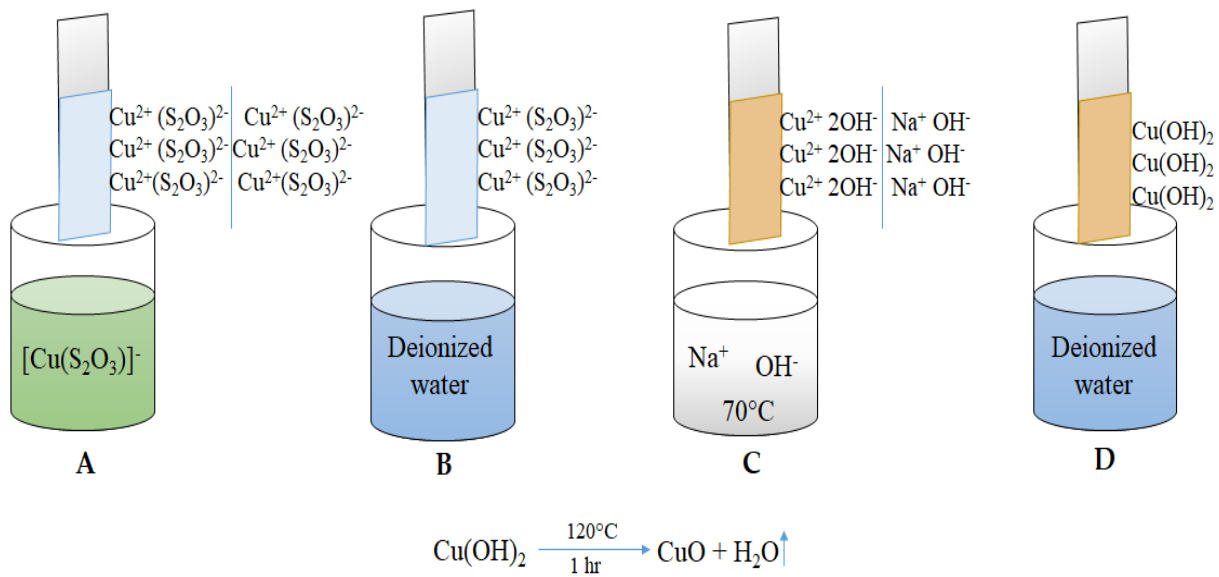 Cu²⁺ (S₂O₃)²⁻ Cu²⁺ (S₂O₃)²⁻
Cu²⁺ (S₂O₃)²⁻ Cu²⁺ (S₂O₃)²⁻
Cu²⁺(S₂O₃)²⁻ Cu²⁺(S₂O₃)²⁻
[Cu(S₂O₃)]⁻
A
Cu²⁺ (S₂O₃)²⁻
Cu²⁺ (S₂O₃)²⁻
Cu²⁺ (S₂O₃)²⁻
Deionized
water
B
Cu²⁺ 2OH⁻ Na⁺ OH⁻
Cu²⁺ 2OH⁻ Na⁺ OH⁻
Cu²⁺ 2OH⁻ Na⁺ OH⁻
Na⁺ OH⁻
70°C
C
Cu(OH)₂
Cu(OH)₂
Cu(OH)₂
Deionized
water
D
120°C
Cu(OH)₂ → CuO + H₂O↑
1 hr